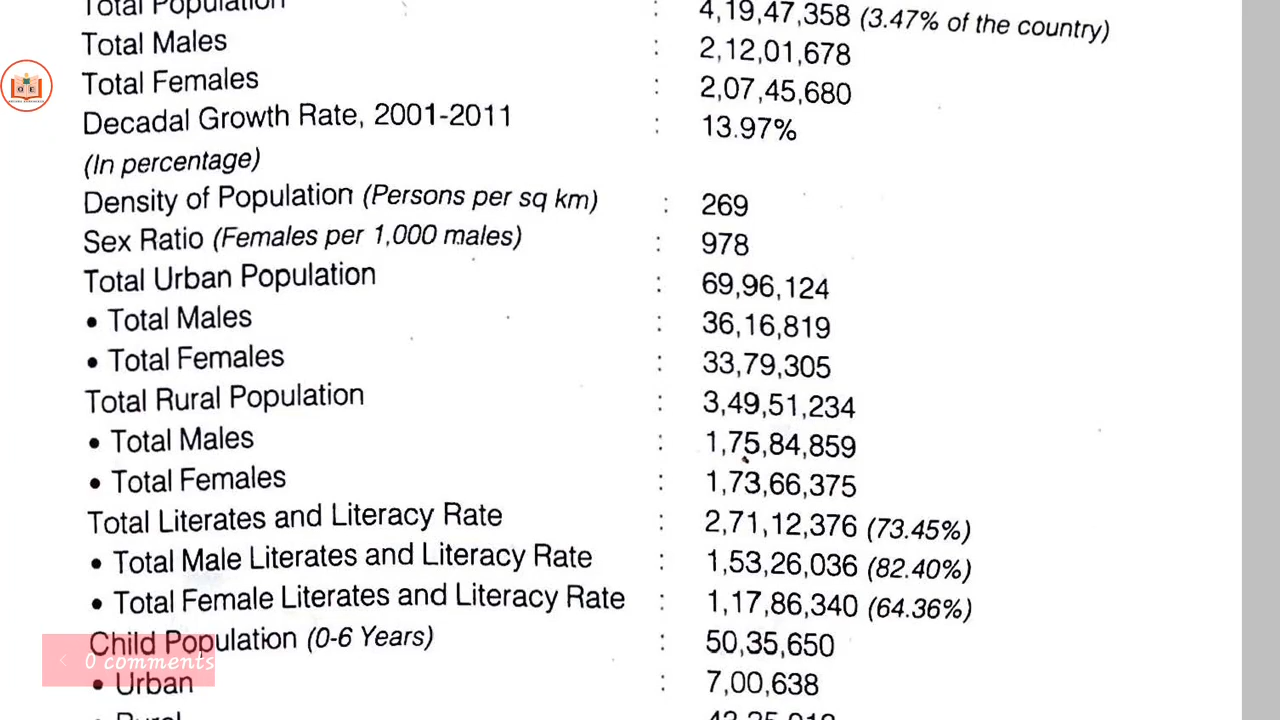 Total Population : 4,19,47,358 (3.47% of the country)
Total Males : 2,12,01,678
Total Females : 2,07,45,680
Decadal Growth Rate, 2001-2011 : 13.97%
(In percentage)
Density of Population (Persons per sq km) : 269
Sex Ratio (Females per 1,000 males) : 978
Total Urban Population : 69,96,124
• Total Males : 36,16,819
• Total Females : 33,79,305
Total Rural Population : 3,49,51,234
• Total Males : 1,75,84,859
• Total Females : 1,73,66,375
Total Literates and Literacy Rate : 2,71,12,376 (73.45%)
• Total Male Literates and Literacy Rate : 1,53,26,036 (82.40%)
• Total Female Literates and Literacy Rate : 1,17,86,340 (64.36%)
Child Population (0-6 Years) : 50,35,650
0 comments
• Urban : 7,00,638
• Rural